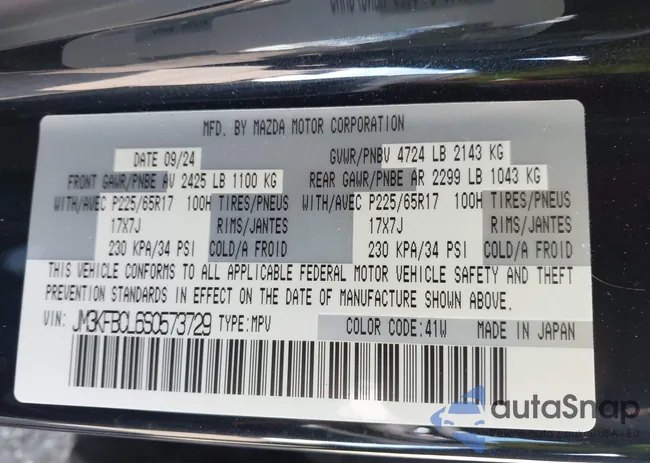 MFD. BY MAZDA MOTOR CORPORATION
DATE 09/24 GVWR/PNBV 4724 LB 2143 KG
FRONT GAWR/PNBE AV 2425 LB 1100 KG REAR GAWR/PNBE AR 2299 LB 1043 KG
WITH/AVEC P225/65R17 100H TIRES/PNEUS WITH/AVEC P225/65R17 100H TIRES/PNEUS
17X7J RIMS/JANTES 17X7J RIMS/JANTES
230 KPA/34 PSI COLD/A FROID 230 KPA/34 PSI COLD/A FROID
THIS VEHICLE CONFORMS TO ALL APPLICABLE FEDERAL MOTOR VEHICLE SAFETY AND THEFT
PREVENTION STANDARDS IN EFFECT ON THE DATE OF MANUFACTURE SHOWN ABOVE.
VIN: JM3KFBCL6S0573729 TYPE:MPV COLOR CODE:41W MADE IN JAPAN
autaSnap